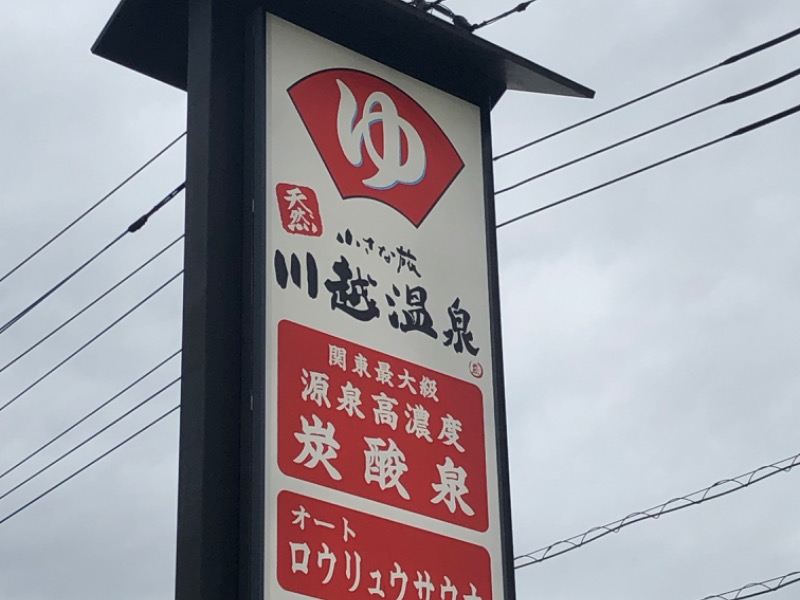 ゆ
天然
小さな旅
川越温泉
関東最大級
源泉高濃度
炭酸泉
オート
ロウリュウサウナ